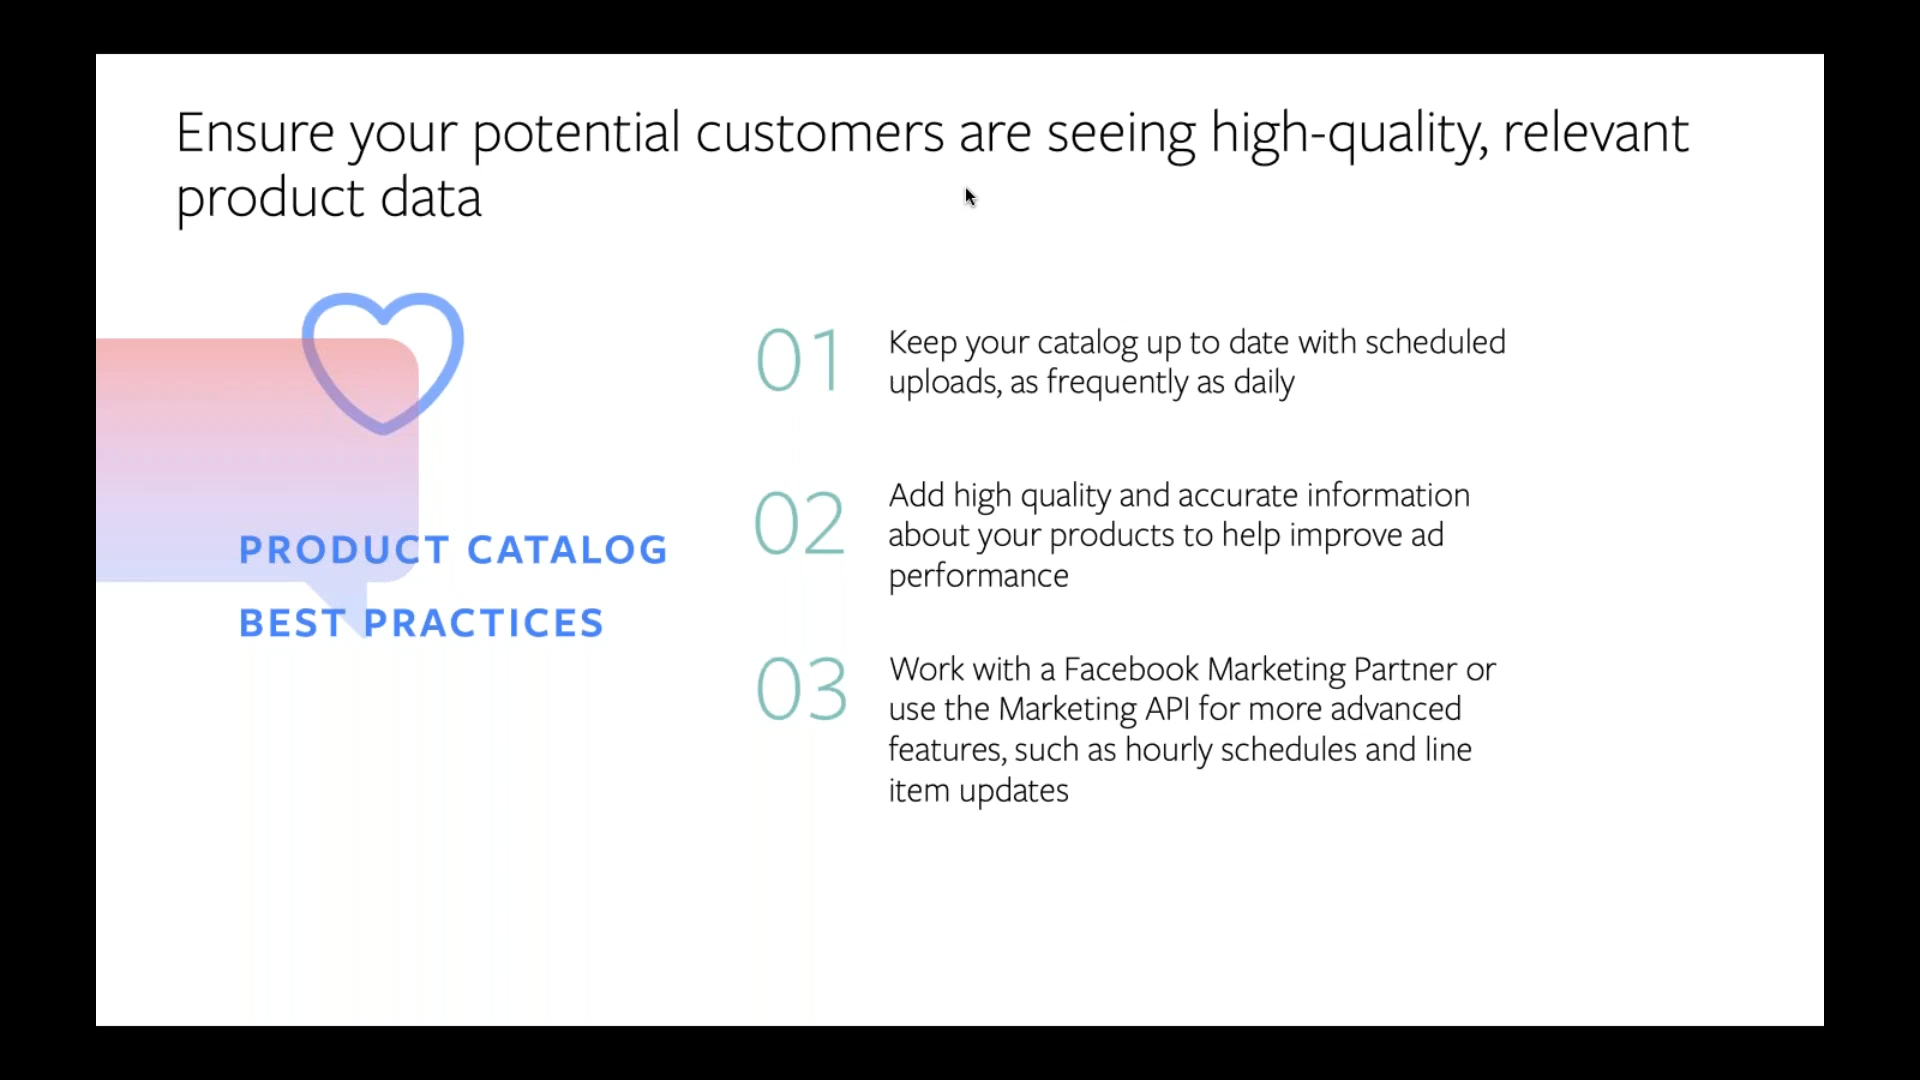 Ensure your potential customers are seeing high-quality, relevant
product data
PRODUCT CATALOG
BEST PRACTICES
01
Keep your catalog up to date with scheduled
uploads, as frequently as daily
02
Add high quality and accurate information
about your products to help improve ad
performance
03
Work with a Facebook Marketing Partner or
use the Marketing API for more advanced
features, such as hourly schedules and line
item updates